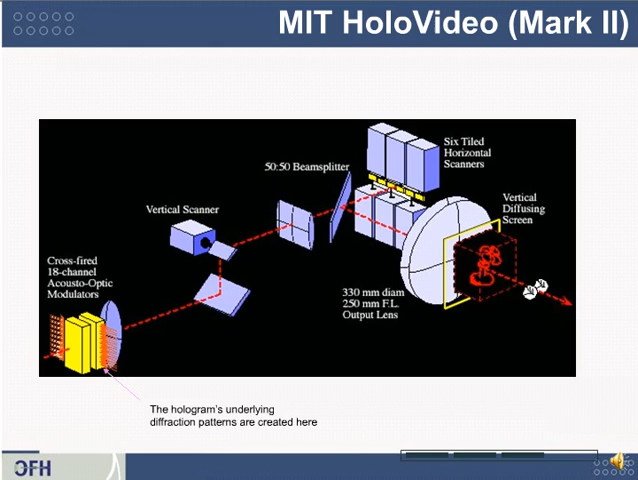 MIT HoloVideo (Mark II)
Six Tiled
Horizontal
Scanners
50:50 Beamsplitter
Vertical
Diffusing
Screen
Vertical Scanner
Cross-fired
18-channel
Acousto-Optic
Modulators
330 mm diam
250 mm F.L.
Output Lens
The hologram's underlying
diffraction patterns are created here
OFH